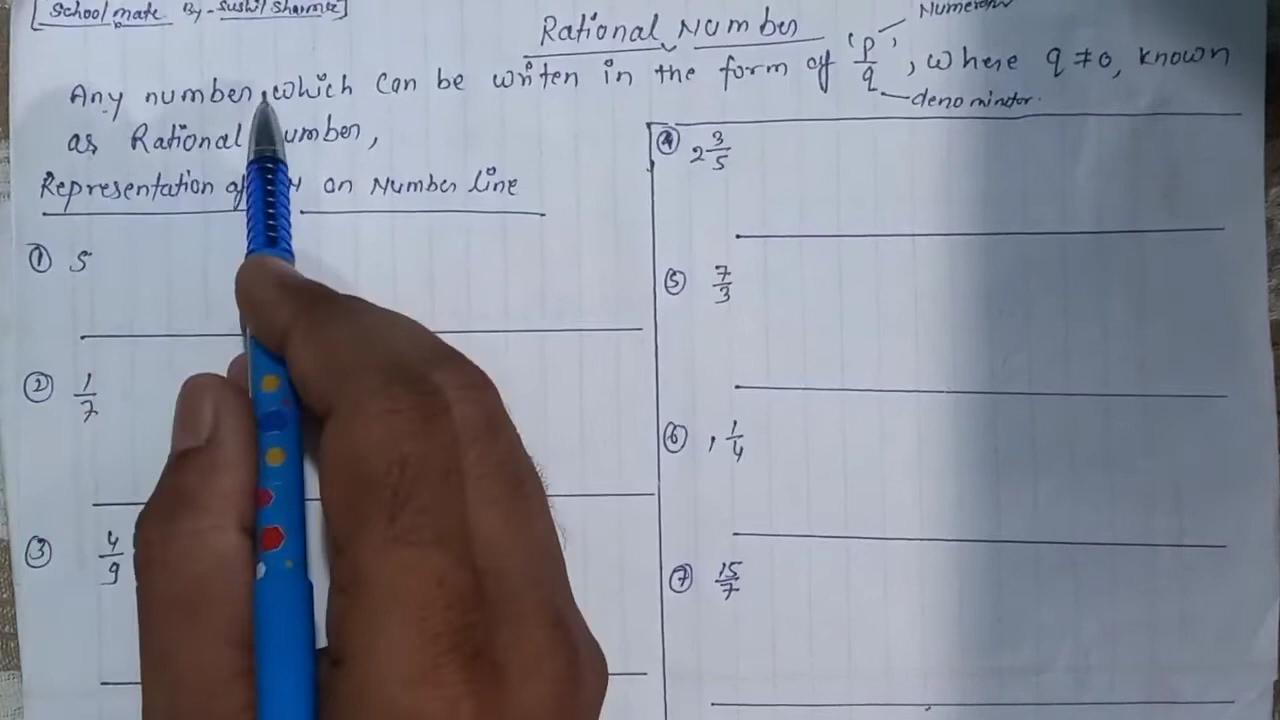 [School mate By - Sushil Sharma]
Rational Number
Numerator
Any number which can be writen in the form of 'p/q', where q ≠ 0, known
denominator.
as Rational umber,
Representation of on Number line
① 5
② 1/7
③ 4/9
④ 2 3/5
⑤ 7/3
⑥ , 1/4
⑦ 15/7